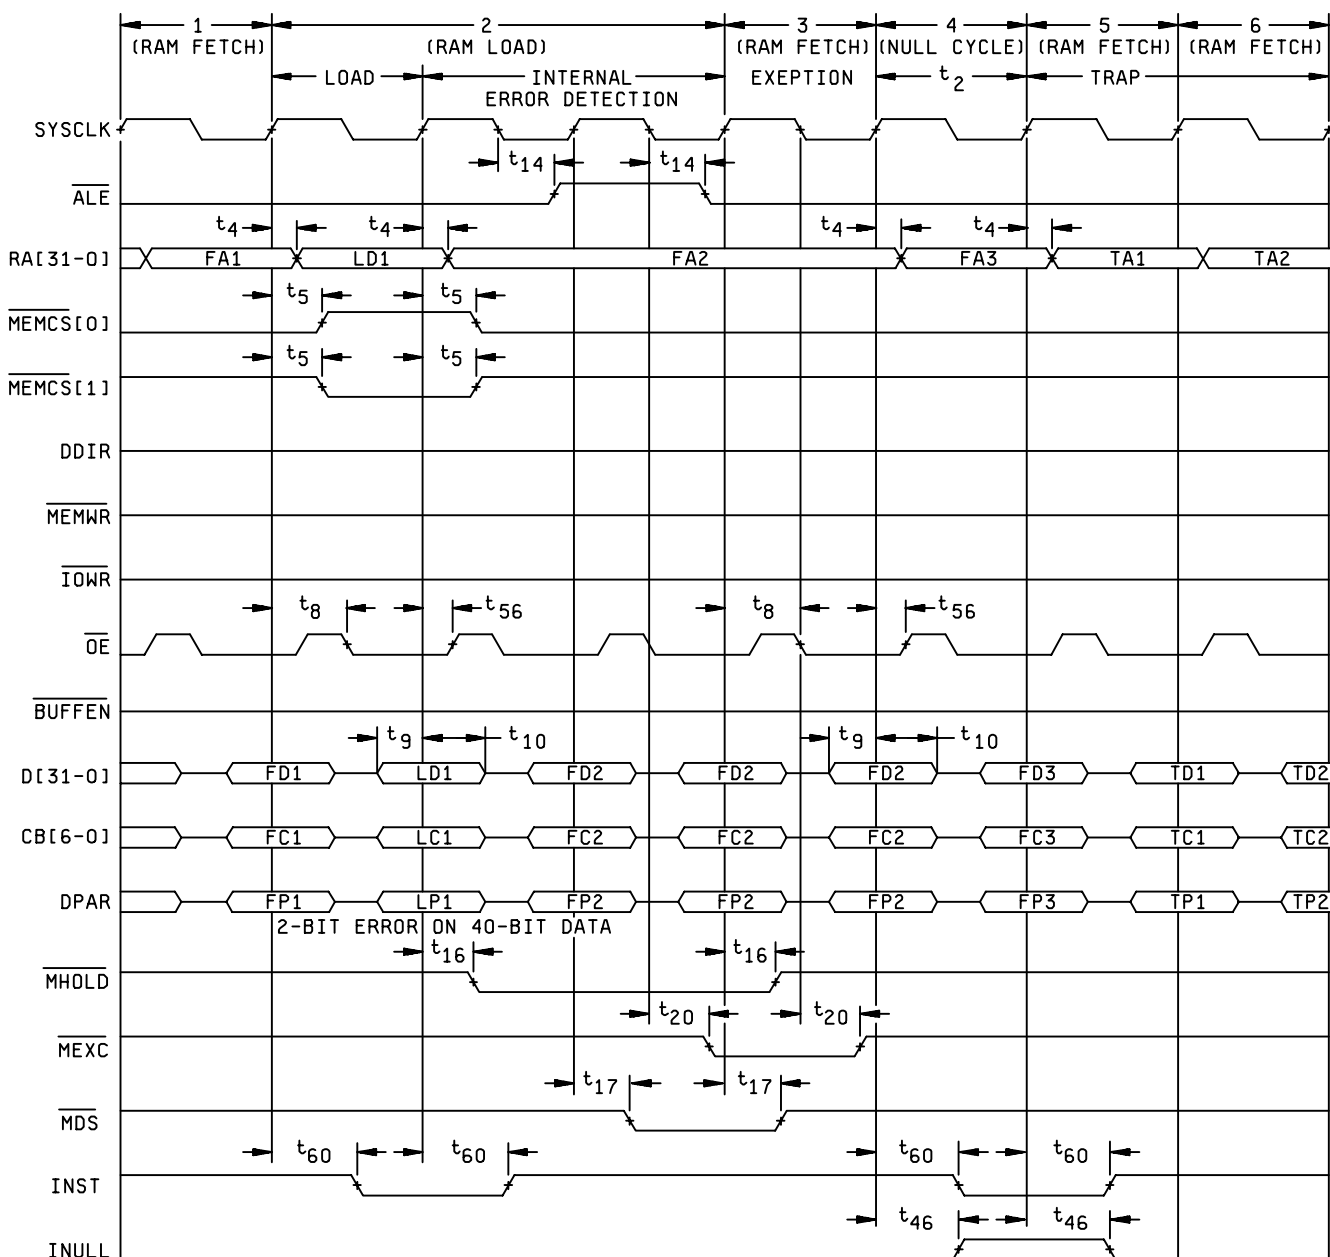 1 2 3 4 5 6
(RAM FETCH) (RAM LOAD) (RAM FETCH) (NULL CYCLE) (RAM FETCH) (RAM FETCH)
LOAD INTERNAL EXEPTION t2 TRAP
ERROR DETECTION
SYSCLK
t14 t14
ALE
t4 t4 t4 t4
RA[31-0] FA1 LD1 FA2 FA3 TA1 TA2
t5 t5
MEMCS[0]
t5 t5
MEMCS[1]
DDIR
MEMWR
IOWR
t8 t56 t8 t56
OE
BUFFEN
t9 t10 t9 t10
D[31-0] FD1 LD1 FD2 FD2 FD2 FD3 TD1 TD2
CB[6-0] FC1 LC1 FC2 FC2 FC2 FC3 TC1 TC2
DPAR FP1 LP1 FP2 FP2 FP2 FP3 TP1 TP2
2-BIT ERROR ON 40-BIT DATA
t16 t16
MHOLD
t20 t20
MEXC
t17 t17
MDS
t60 t60 t60 t60
INST
t46 t46
INULL